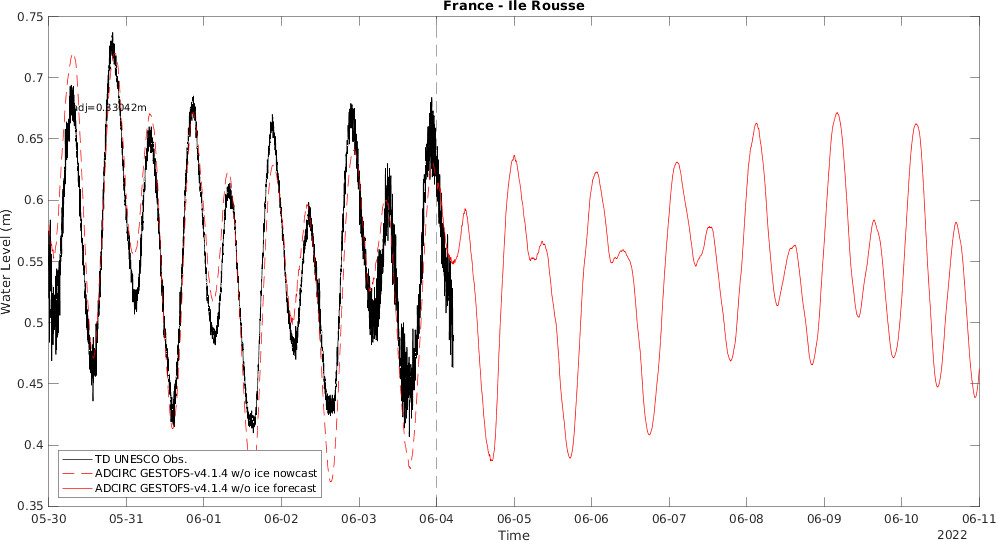 France - Ile Rousse
0.75
0.7
0.65
0.6
0.55
0.5
0.45
0.4
0.35
Water Level (m)
adj=0.33042m
TD UNESCO Obs.
ADCIRC GESTOFS-v4.1.4 w/o ice nowcast
ADCIRC GESTOFS-v4.1.4 w/o ice forecast
05-30 05-31 06-01 06-02 06-03 06-04 06-05 06-06 06-07 06-08 06-09 06-10 06-11
Time
2022